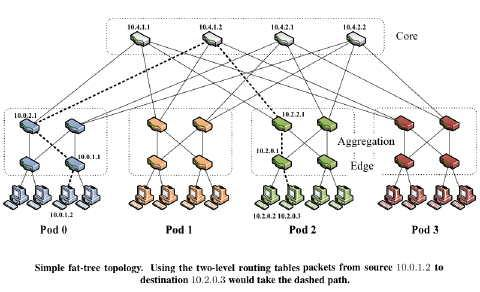 10.4.1.1 10.4.1.2 10.4.2.1 10.4.2.2
Core
10.0.2.1 10.2.2.1
Aggregation
10.0.1.1 10.2.0.1
Edge
10.0.1.2 10.2.0.2 10.2.0.3
Pod 0 Pod 1 Pod 2 Pod 3
Simple fat-tree topology. Using the two-level routing tables packets from source 10.0.1.2 to
destination 10.2.0.3 would take the dashed path.